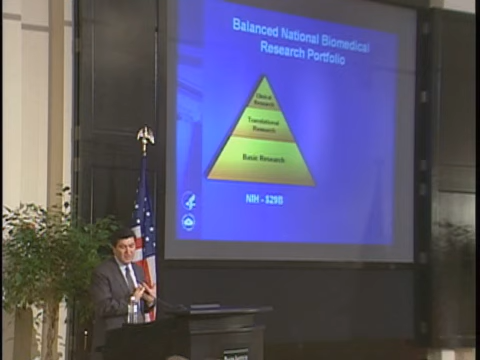 Balanced National Biomedical
Research Portfolio
Clinical
Research
Translational
Research
Basic Research
NIH - $29B